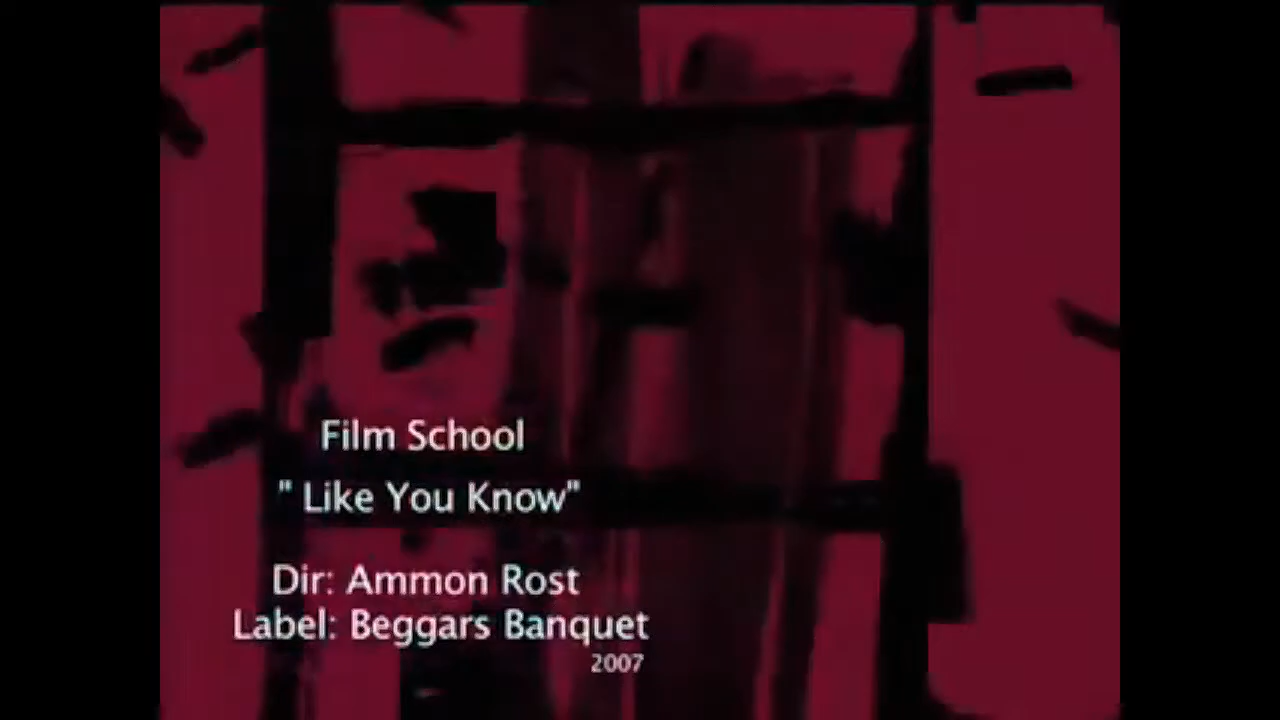 Film School
" Like You Know"
Dir: Ammon Rost
Label: Beggars Banquet
2007